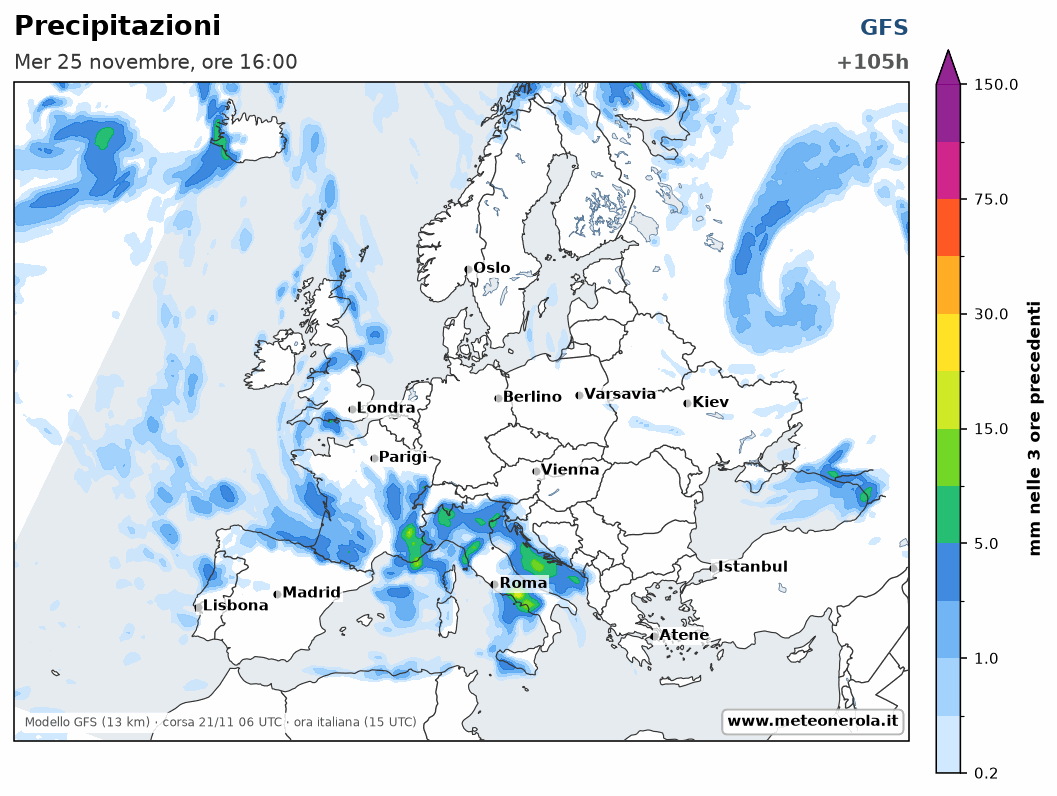 Precipitazioni
GFS
Mer 25 novembre, ore 16:00
+105h
150.0
75.0
30.0
15.0
5.0
1.0
0.2
mm nelle 3 ore precedenti
Oslo
Berlino
Varsavia
Kiev
Londra
Parigi
Vienna
Istanbul
Roma
Madrid
Lisbona
Atene
Modello GFS (13 km) · corsa 21/11 06 UTC · ora italiana (15 UTC)
www.meteonerola.it